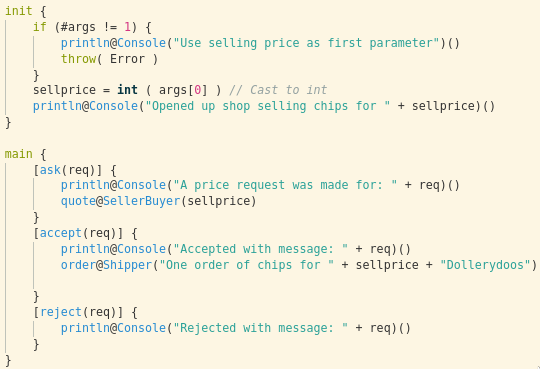 init {
    if (#args != 1) {
        println@Console("Use selling price as first parameter")()
        throw( Error )
    }
    sellprice = int ( args[0] ) // Cast to int
    println@Console("Opened up shop selling chips for " + sellprice)()
}

main {
    [ask(req)] {
        println@Console("A price request was made for: " + req)()
        quote@SellerBuyer(sellprice)
    }
    [accept(req)] {
        println@Console("Accepted with message: " + req)()
        order@Shipper("One order of chips for " + sellprice + "Dollerydoos")

    }
    [reject(req)] {
        println@Console("Rejected with message: " + req)()
    }
}